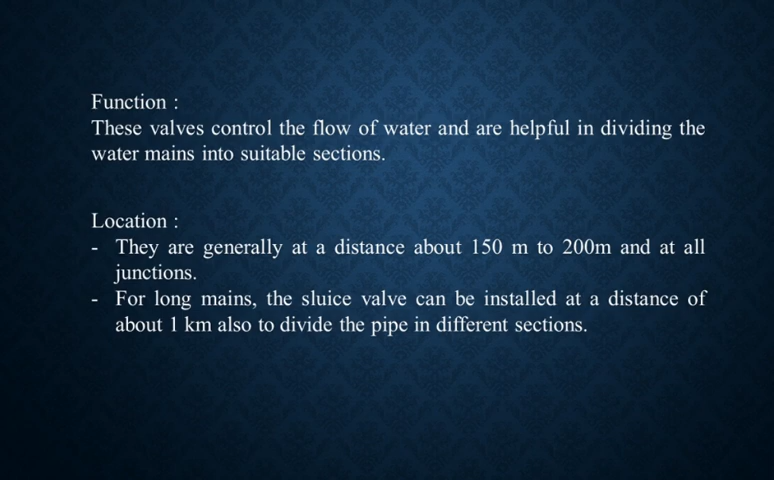 Function :
These valves control the flow of water and are helpful in dividing the
water mains into suitable sections.
Location :
- They are generally at a distance about 150 m to 200m and at all
junctions.
- For long mains, the sluice valve can be installed at a distance of
about 1 km also to divide the pipe in different sections.